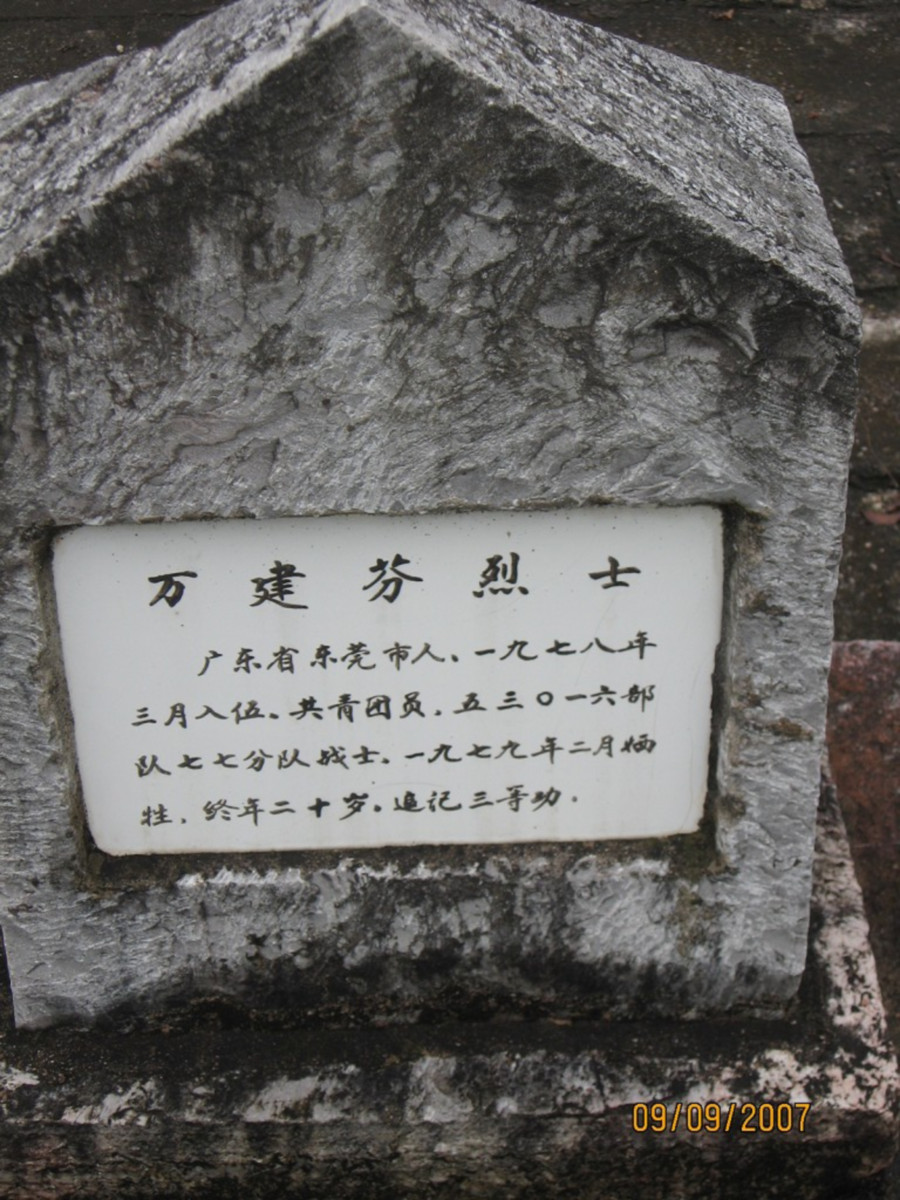 万建芬烈士
广东省东莞市人、一九七八年
三月入伍。共青团员．五三〇一六部
队七七分队战士．一九七九年二月牺
牲．终年二十岁。追记三等功．
09/09/2007